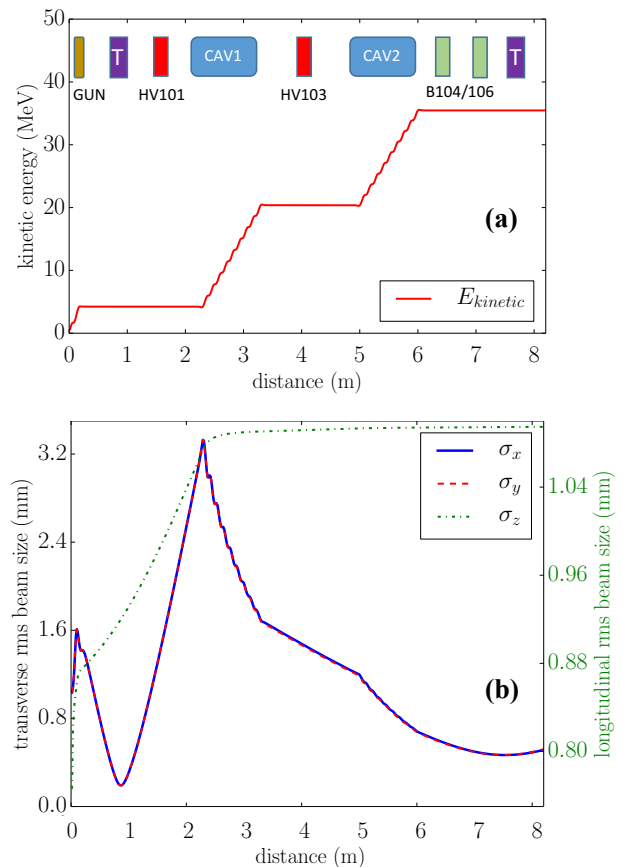 50
40
30
20
10
0
kinetic energy (MeV)
T
CAV1
CAV2
T
GUN
HV101
HV103
B104/106
(a)
E_{kinetic}
0 1 2 3 4 5 6 7 8
distance (m)
3.2
2.4
1.6
0.8
0.0
transverse rms beam size (mm)
σ_x
σ_y
σ_z
1.04
0.96
0.88
0.80
longitudinal rms beam size (mm)
(b)
0 1 2 3 4 5 6 7 8
distance (m)